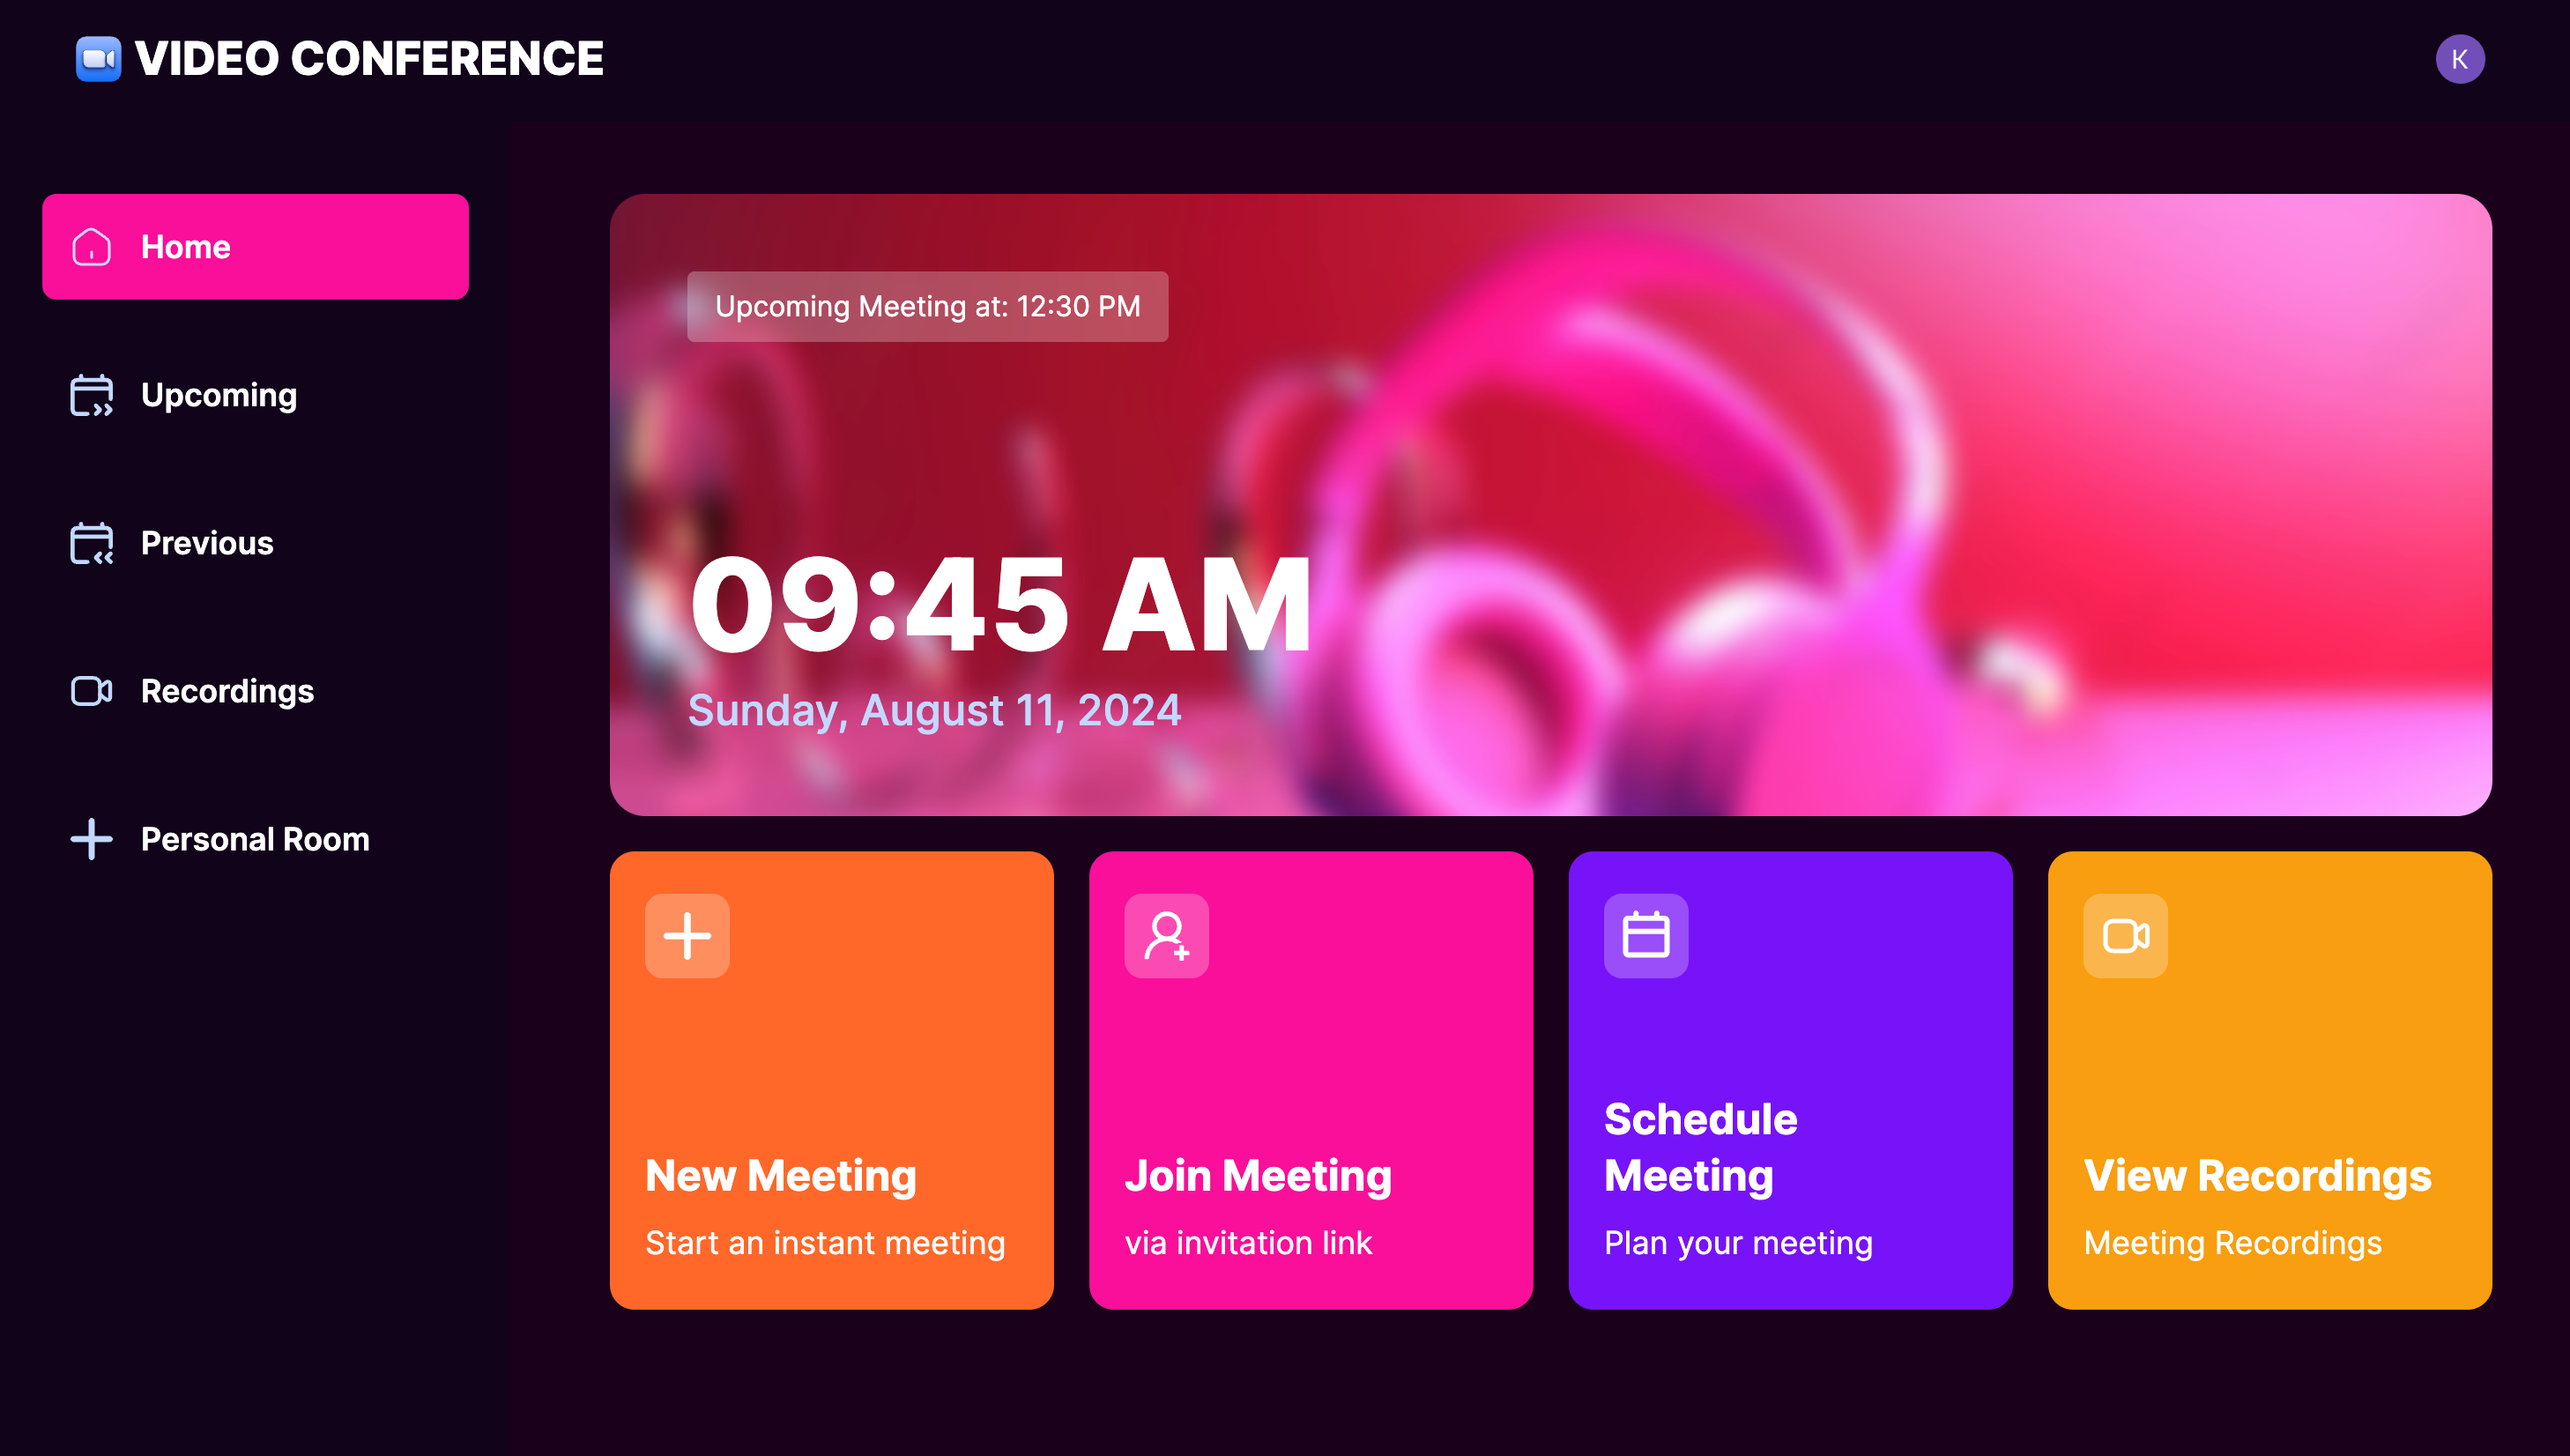 VIDEO CONFERENCE
K
Home
Upcoming
Previous
Recordings
Personal Room
Upcoming Meeting at: 12:30 PM
09:45 AM
Sunday, August 11, 2024
New Meeting
Start an instant meeting
Join Meeting
via invitation link
Schedule
Meeting
Plan your meeting
View Recordings
Meeting Recordings